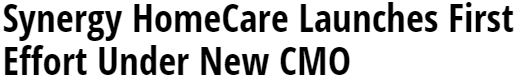 Synergy HomeCare Launches First
Effort Under New CMO